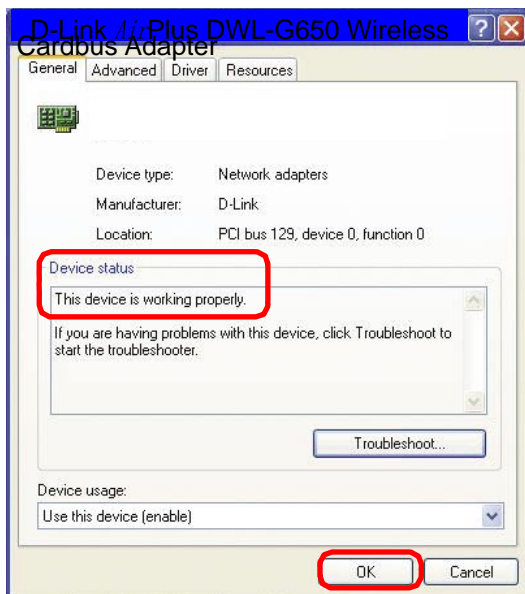 D-Link AirPlus DWL-G650 Wireless
Cardbus Adapter
General Advanced Driver Resources
Device type: Network adapters
Manufacturer: D-Link
Location: PCI bus 129, device 0, function 0
Device status
This device is working properly.
If you are having problems with this device, click Troubleshoot to
start the troubleshooter.
Troubleshoot...
Device usage:
Use this device (enable)
OK Cancel